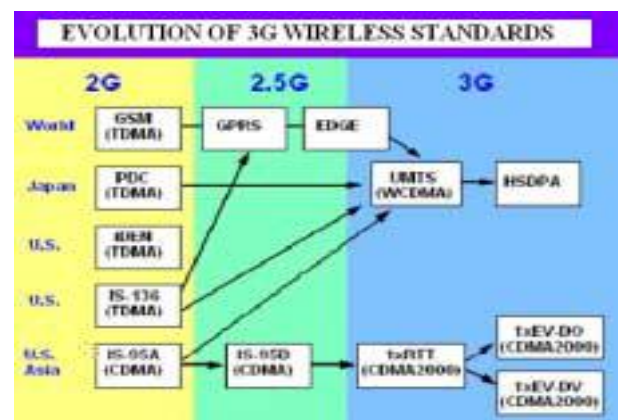 EVOLUTION OF 3G WIRELESS STANDARDS
2G
2.5G
3G
World
GSM
(TDMA)
GPRS
EDGE
Japan
PDC
(TDMA)
UMTS
(WCDMA)
HSDPA
U.S.
iDEN
(TDMA)
U.S.
IS-136
(TDMA)
U.S.
Asia
IS-95A
(CDMA)
IS-95B
(CDMA)
1xRTT
(CDMA2000)
1xEV-DO
(CDMA2000)
1xEV-DV
(CDMA2000)